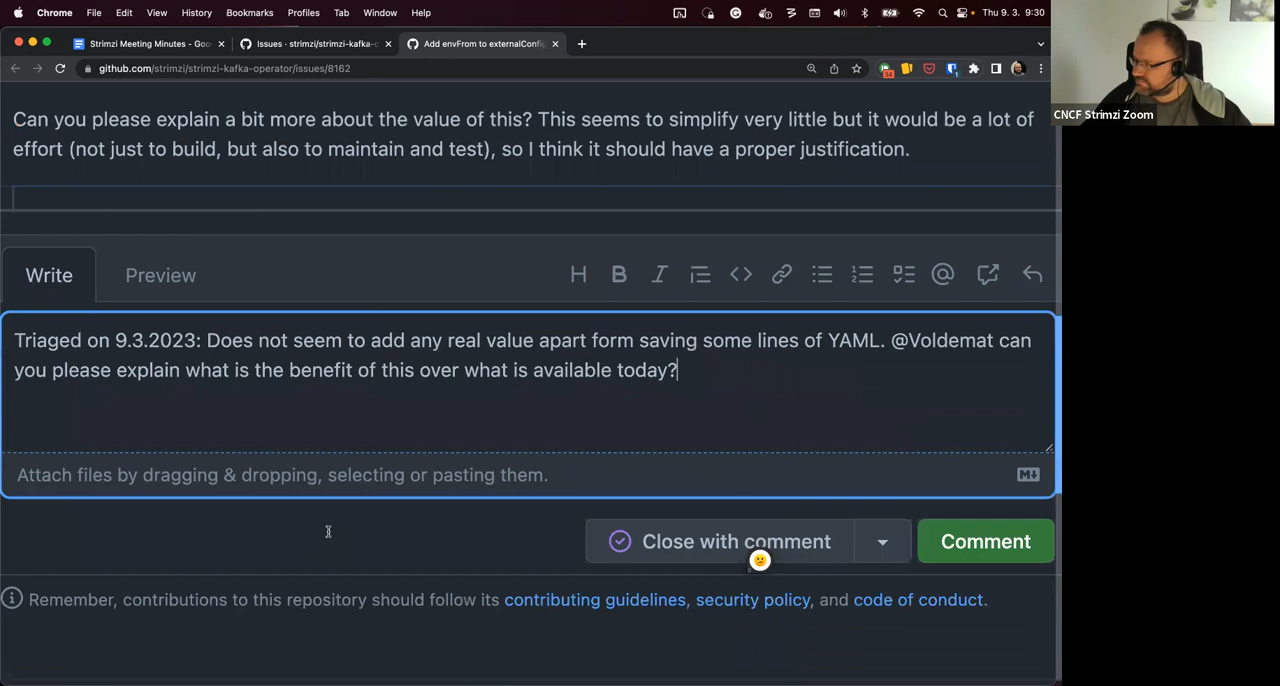 Chrome File Edit View History Bookmarks Profiles Tab Window Help Thu 9. 3. 9:30
Strimzi Meeting Minutes - Goo Issues · strimzi/strimzi-kafka-o Add envFrom to externalConfig
github.com/strimzi/strimzi-kafka-operator/issues/8162 34
CNCF Strimzi Zoom
Can you please explain a bit more about the value of this? This seems to simplify very little but it would be a lot of
effort (not just to build, but also to maintain and test), so I think it should have a proper justification.
Write Preview
Triaged on 9.3.2023: Does not seem to add any real value apart form saving some lines of YAML. @Voldemat can
you please explain what is the benefit of this over what is available today?
Attach files by dragging & dropping, selecting or pasting them.
Close with comment Comment
Remember, contributions to this repository should follow its contributing guidelines, security policy, and code of conduct.